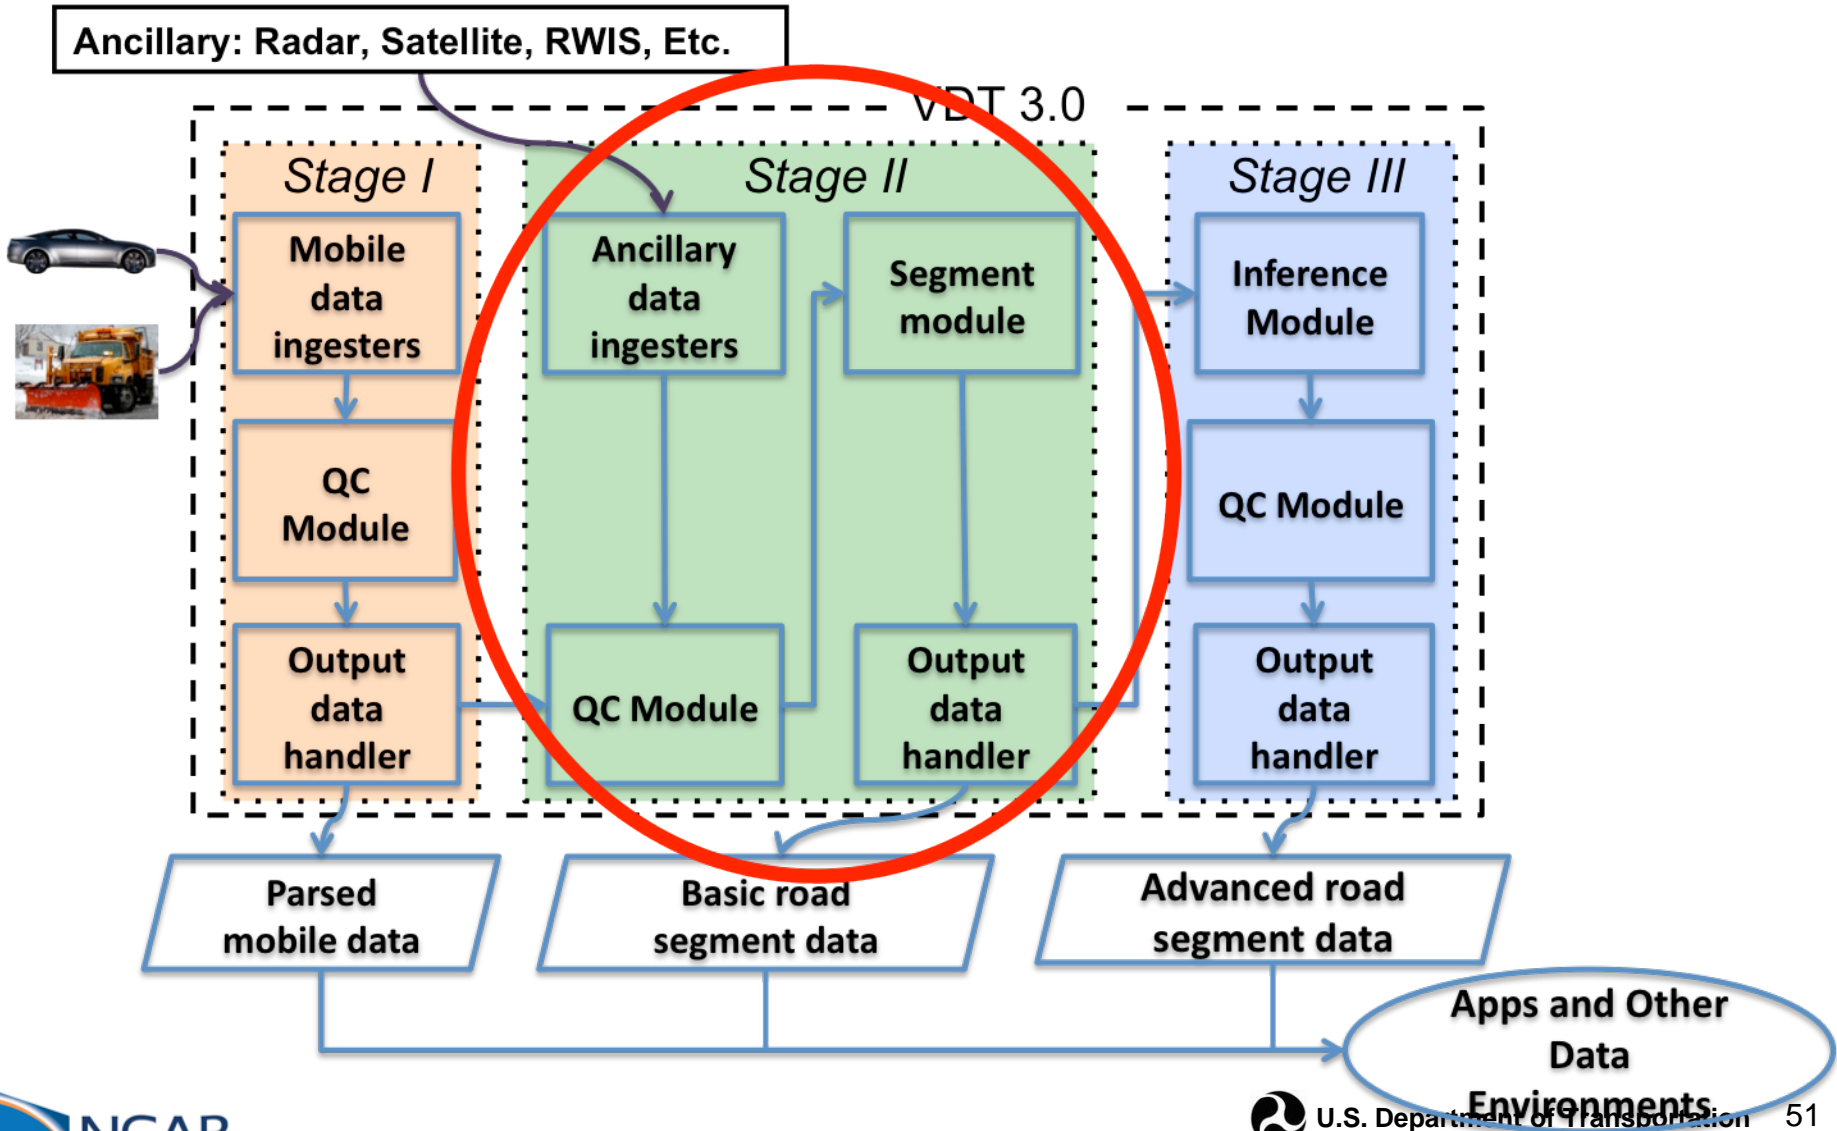 Ancillary: Radar, Satellite, RWIS, Etc.
VDT 3.0
Stage I
Mobile
data
ingesters
QC
Module
Output
data
handler
Stage II
Ancillary
data
ingesters
QC Module
Segment
module
Output
data
handler
Stage III
Inference
Module
QC Module
Output
data
handler
Parsed
mobile data
Basic road
segment data
Advanced road
segment data
Apps and Other
Data
Environments
NCAR
U.S. Department of Transportation
51